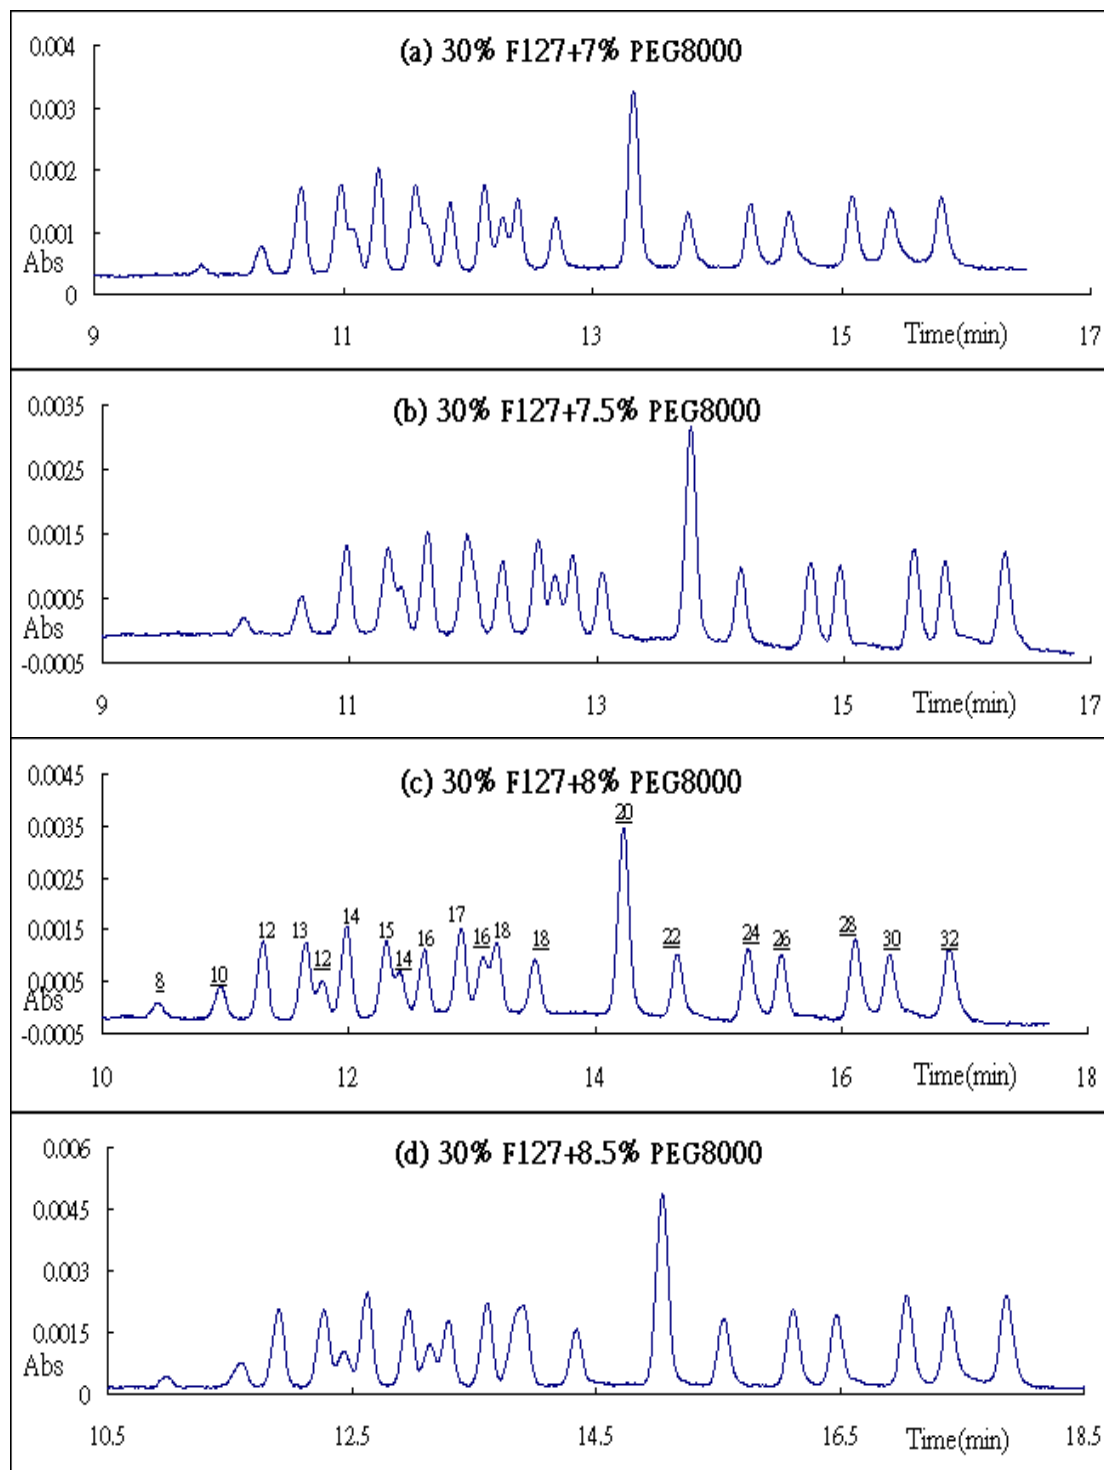 (a) 30% F127+7% PEG8000
0.004
0.003
0.002
0.001
Abs
0
9 11 13 15 Time(min) 17
(b) 30% F127+7.5% PEG8000
0.0035
0.0025
0.0015
0.0005
Abs
-0.0005
9 11 13 15 Time(min) 17
(c) 30% F127+8% PEG8000
0.0045
0.0035
0.0025
0.0015
0.0005
Abs
-0.0005
8 10 12 13 12 14 15 14 16 17 16 18 18 20 22 24 26 28 30 32
10 12 14 16 Time(min) 18
(d) 30% F127+8.5% PEG8000
0.006
0.0045
0.003
0.0015
Abs
0
10.5 12.5 14.5 16.5 Time(min) 18.5